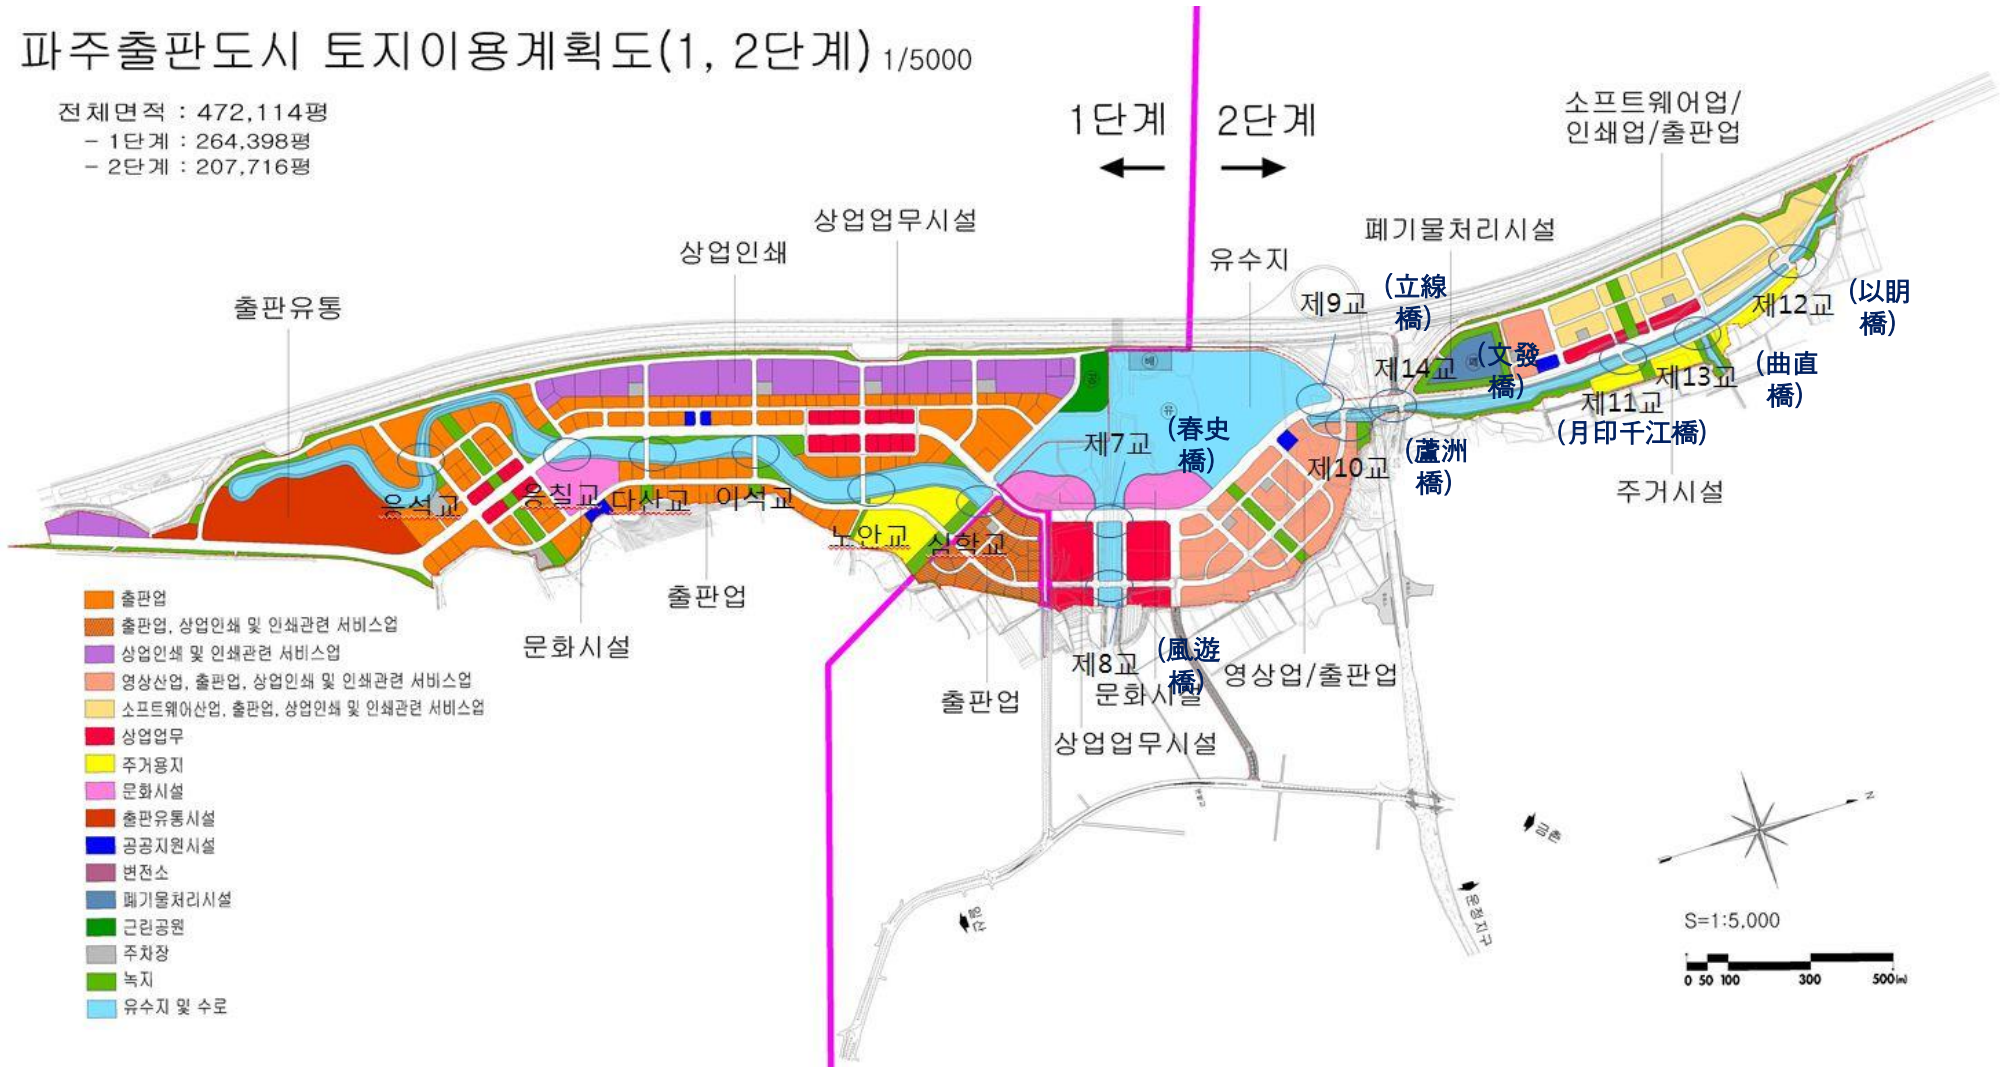 파주출판도시 토지이용계획도(1, 2단계) 1/5000
전체면적 : 472,114평
- 1단계 : 264,398평
- 2단계 : 207,716평
1단계
2단계
소프트웨어업/
인쇄업/출판업
상업업무시설
상업인쇄
출판유통
유수지
폐기물처리시설
제9교
(立線
橋)
제12교
(以眀
橋)
제14교
(文發
橋)
제13교
(曲直
橋)
제11교
(月印千江橋)
제7교
(春史
橋)
제10교
(蘆洲
橋)
주거시설
응석교
응칠교
다산교
이석교
노안교
심학교
출판업
문화시설
출판업
제8교
(風遊
橋)
문화시설
영상업/출판업
상업업무시설
유
폐
출판업
출판업, 상업인쇄 및 인쇄관련 서비스업
상업인쇄 및 인쇄관련 서비스업
영상산업, 출판업, 상업인쇄 및 인쇄관련 서비스업
소프트웨어산업, 출판업, 상업인쇄 및 인쇄관련 서비스업
상업업무
주거용지
문화시설
출판유통시설
공공지원시설
변전소
폐기물처리시설
근린공원
주차장
녹지
유수지 및 수로
일산
금촌
운정지구
N
S=1:5,000
0 50 100 300 500(m)